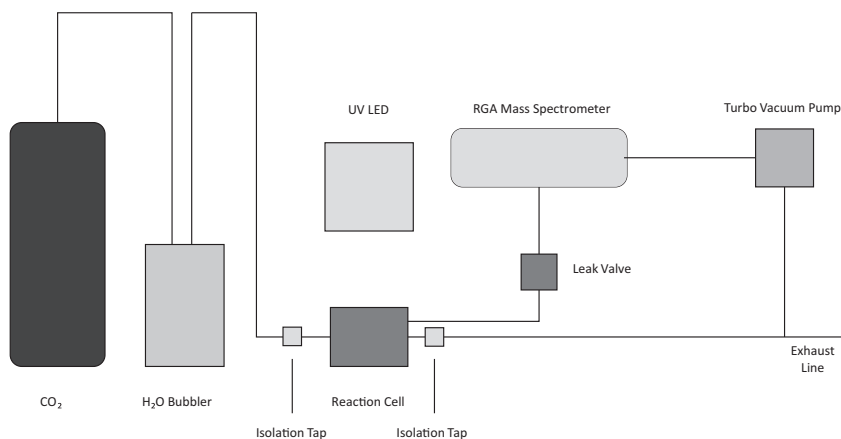 UV LED
RGA Mass Spectrometer
Turbo Vacuum Pump
Leak Valve
Exhaust
Line
CO₂
H₂O Bubbler
Reaction Cell
Isolation Tap
Isolation Tap